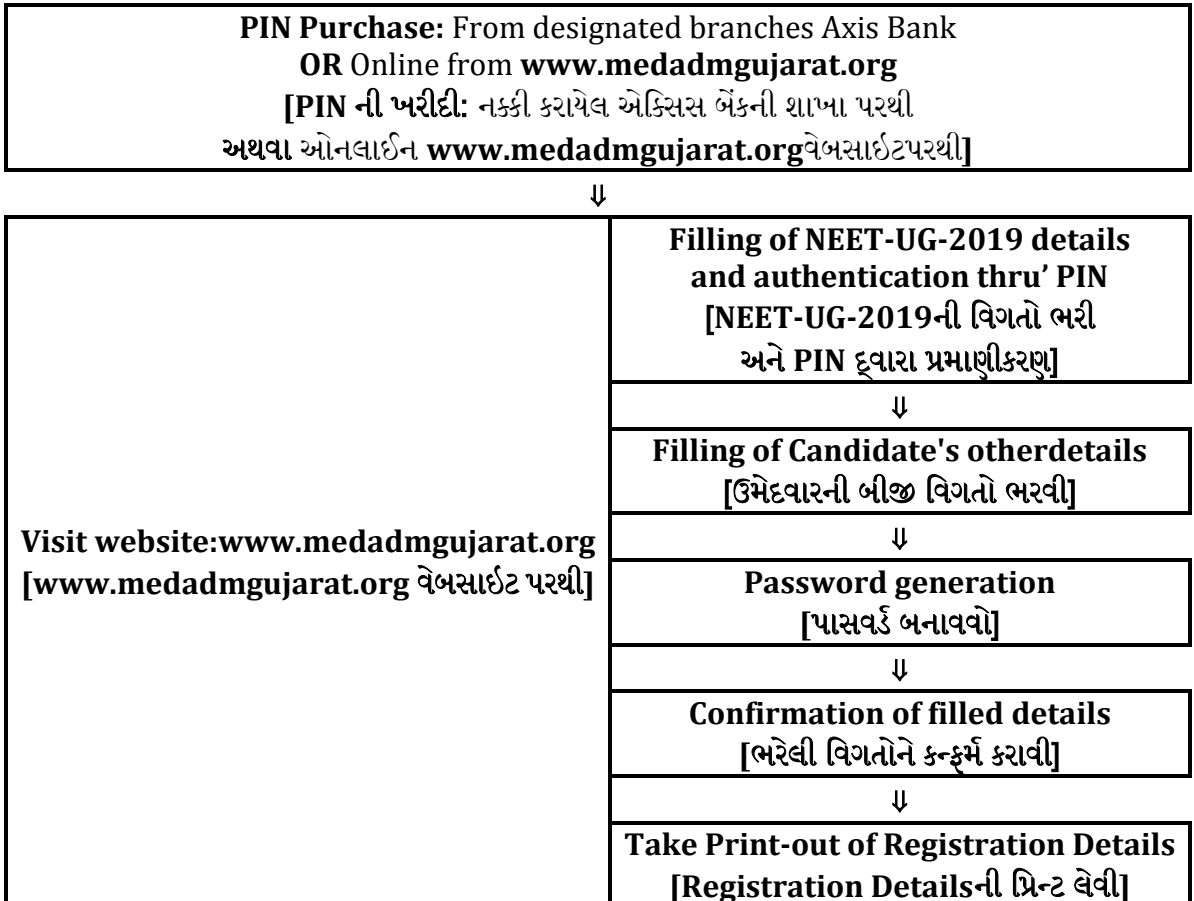 PIN Purchase: From designated branches Axis Bank
OR Online from www.medadmgujarat.org
[PIN ની ખરીદી: નક્કી કરાયેલ એક્સિસ બેંકની શાખા પરથી
અથવા ઓનલાઈન www.medadmgujarat.orgવેબસાઇટપરથી]
⇓
Visit website:www.medadmgujarat.org
[www.medadmgujarat.org વેબસાઇટ પરથી]
Filling of NEET-UG-2019 details
and authentication thru’ PIN
[NEET-UG-2019ની વિગતો ભરી
અને PIN દ્વારા પ્રમાણીકરણ]
⇓
Filling of Candidate's otherdetails
[ઉમેદવારની બીજી વિગતો ભરવી]
⇓
Password generation
[પાસવર્ડ બનાવવો]
⇓
Confirmation of filled details
[ભરેલી વિગતોને કન્ફર્મ કરાવી]
⇓
Take Print-out of Registration Details
[Registration Detailsની પ્રિન્ટ લેવી]